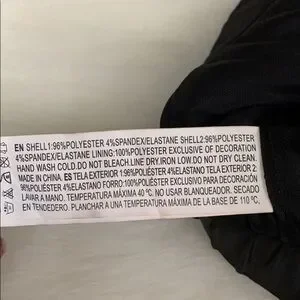 EN SHELL1:96%POLYESTER 4%SPANDEX/ELASTANE SHELL2:96%POLYESTER
4%SPANDEX/ELASTANE LINING:100%POLYESTER EXCLUSIVE OF DECORATION
HAND WASH COLD.DO NOT BLEACH LINE DRY.IRON LOW.DO NOT DRY CLEAN.
MADE IN CHINA. ES TELA EXTERIOR 1:96%POLIÉSTER 4%ELASTANO TELA EXTERIOR 2:
96%POLIÉSTER 4%ELASTANO FORRO:100%POLIÉSTER EXCLUSIVO PARA DECORACIÓN
LAVAR A MANO. TEMPERATURA MÁXIMA 40 ºC. NO USAR BLANQUEADOR. SECADO
EN TENDEDERO. PLANCHAR A UNA TEMPERATURA MÁXIMA DE LA BASE DE 110 ºC,